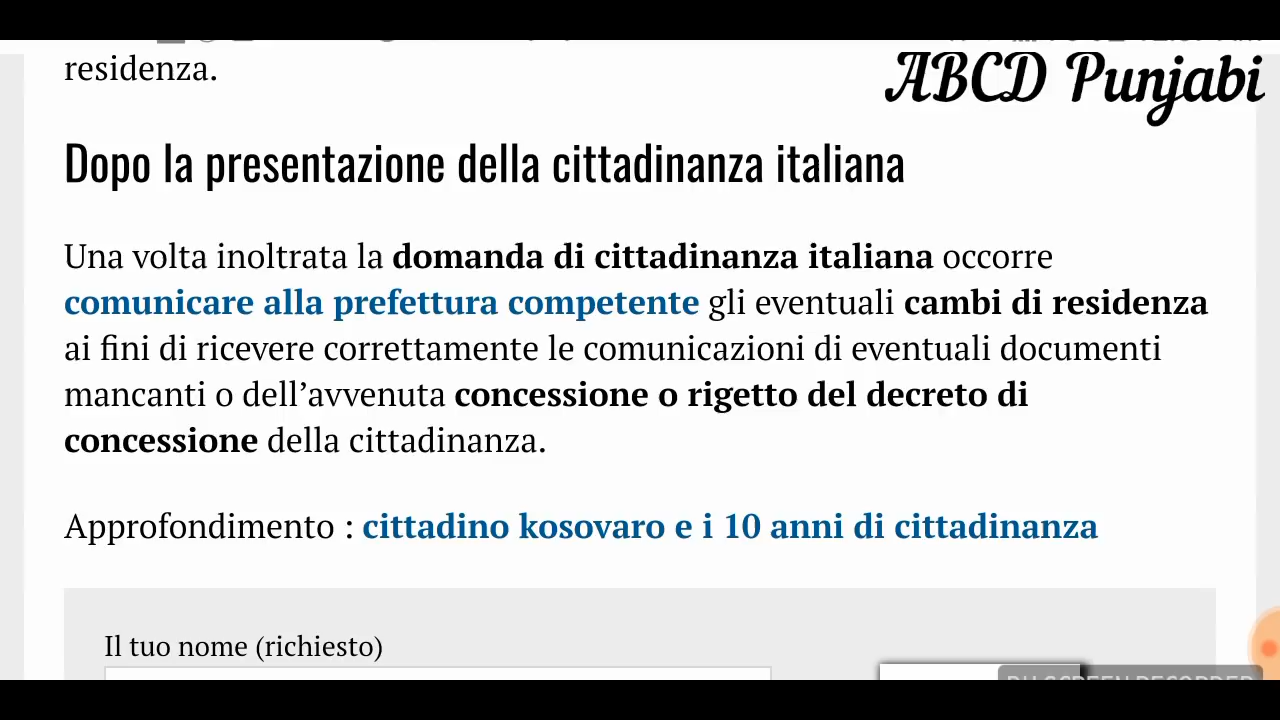 residenza.
ABCD Punjabi
Dopo la presentazione della cittadinanza italiana
Una volta inoltrata la domanda di cittadinanza italiana occorre
comunicare alla prefettura competente gli eventuali cambi di residenza
ai fini di ricevere correttamente le comunicazioni di eventuali documenti
mancanti o dell’avvenuta concessione o rigetto del decreto di
concessione della cittadinanza.
Approfondimento : cittadino kosovaro e i 10 anni di cittadinanza
Il tuo nome (richiesto)